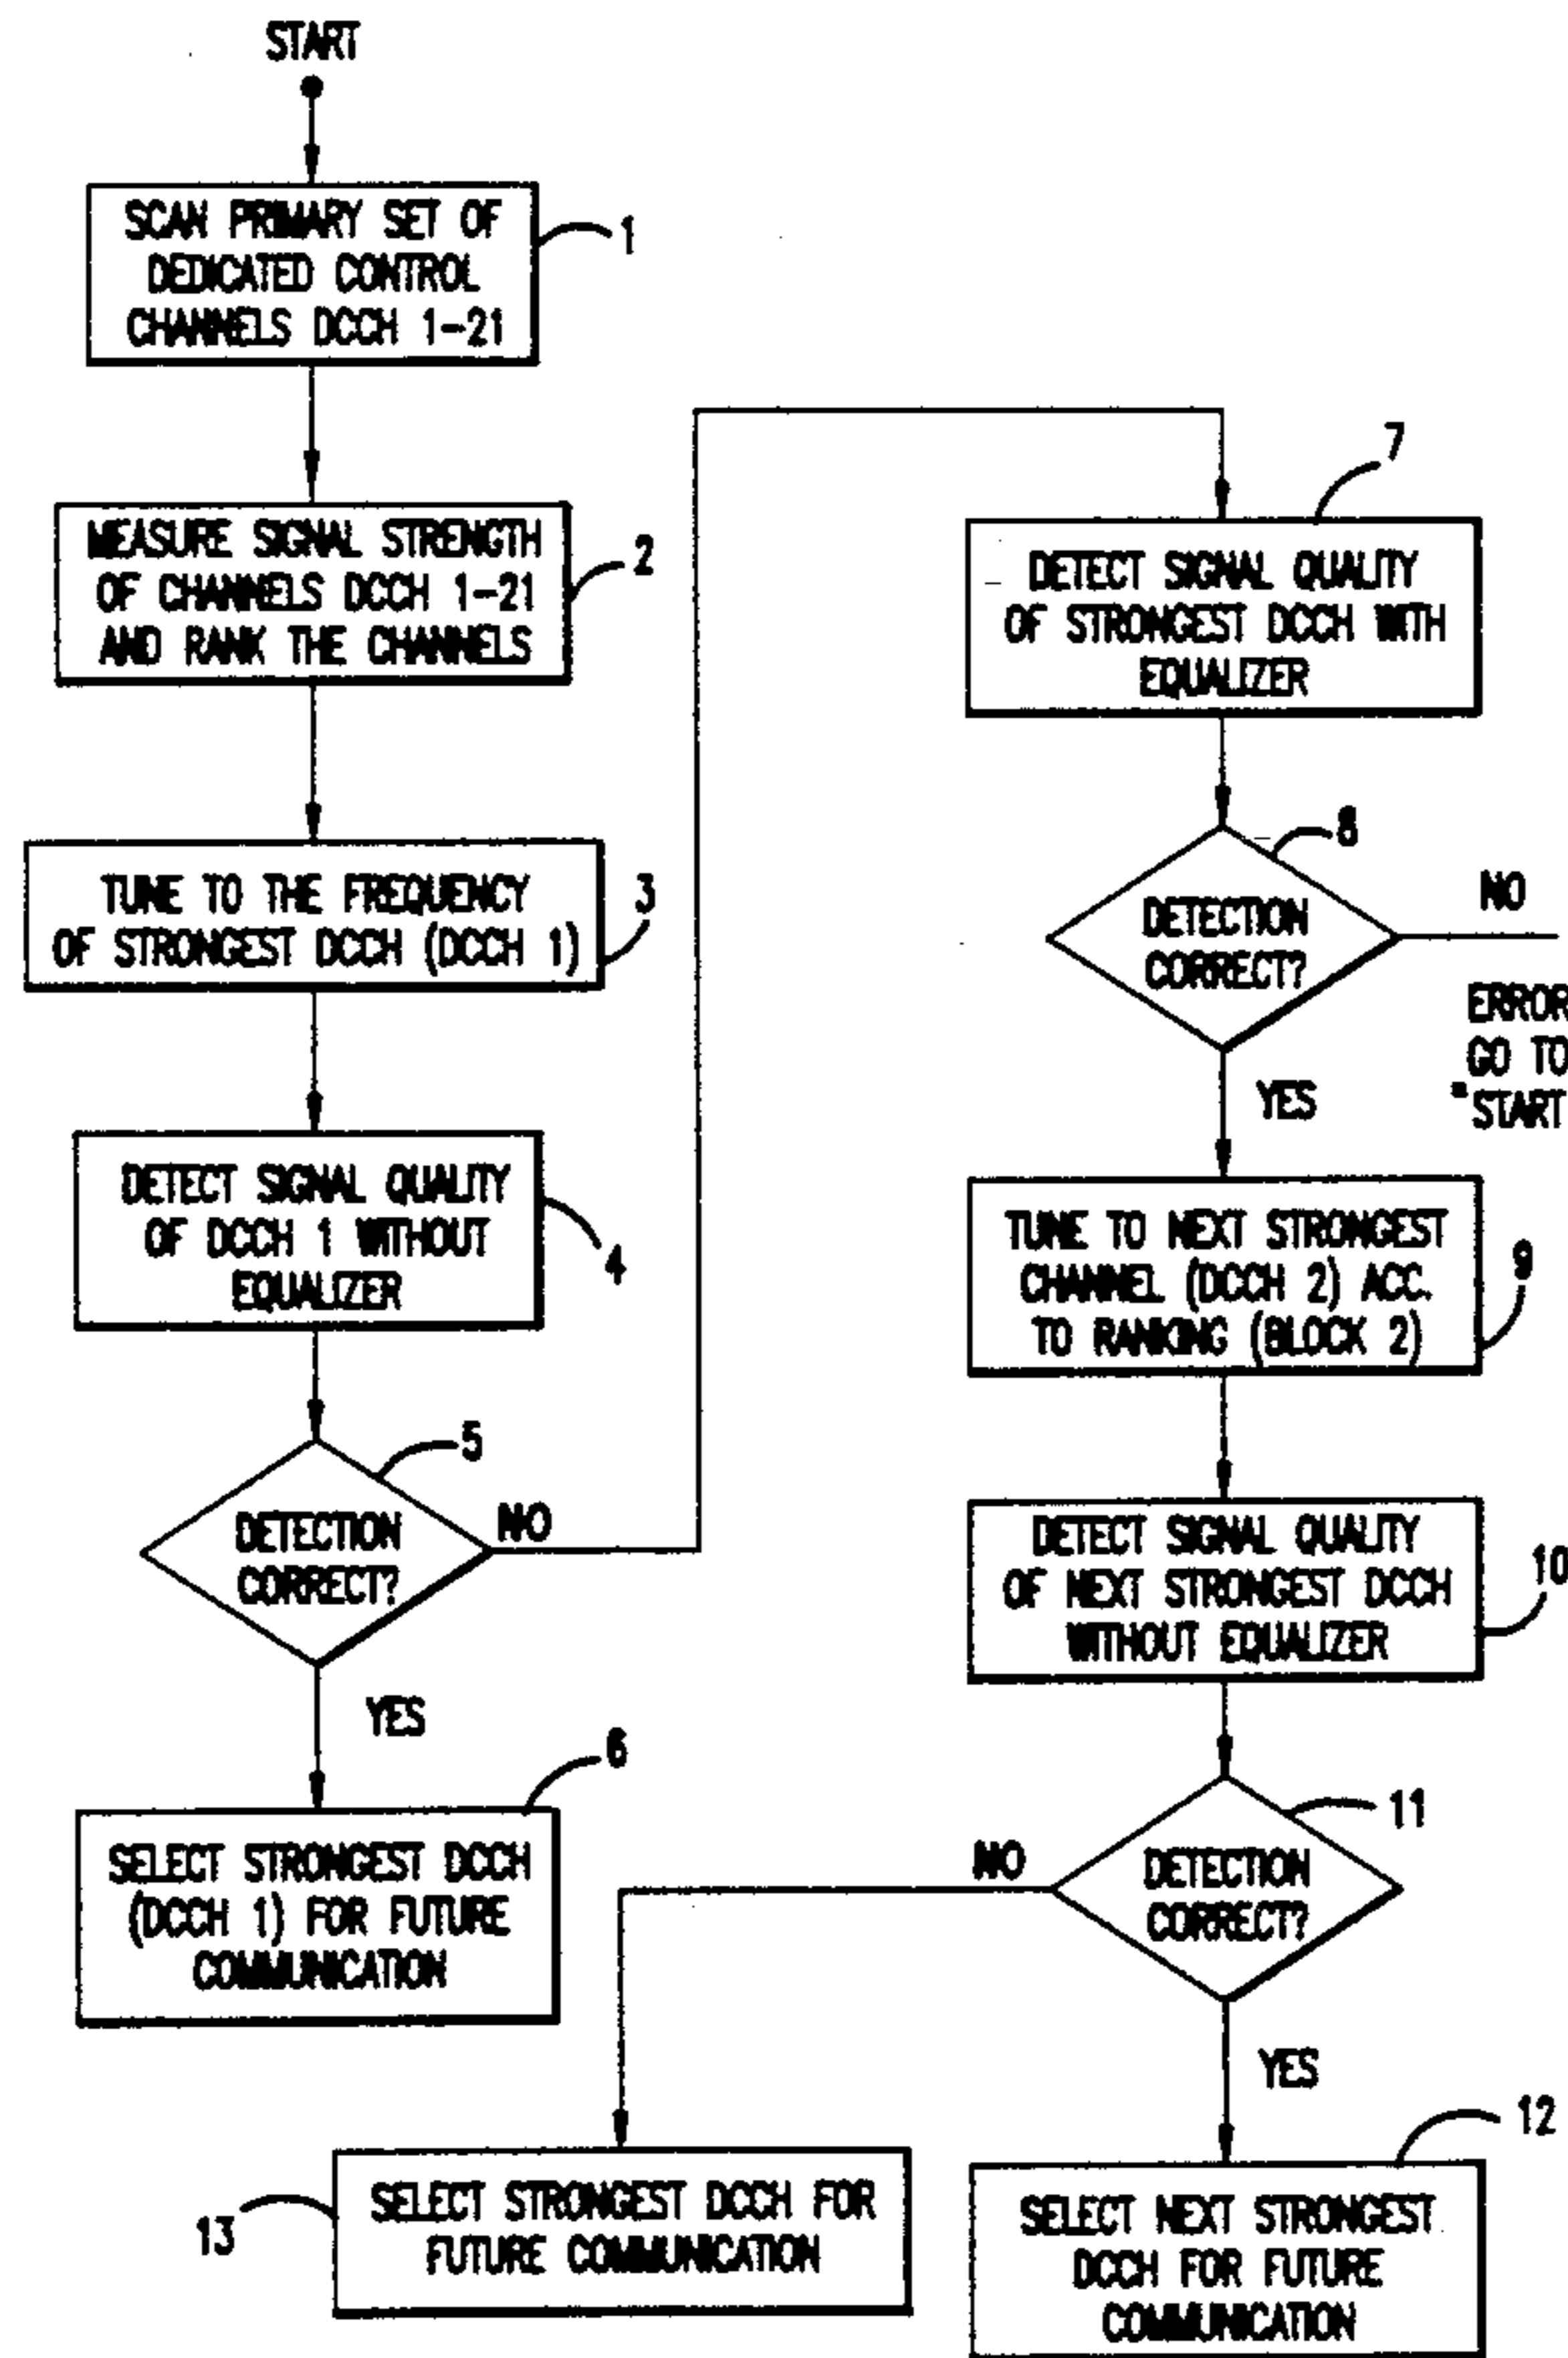 START
SCAN PRIMARY SET OF
DEDICATED CONTROL
CHANNELS DCCH 1-21
1
MEASURE SIGNAL STRENGTH
OF CHANNELS DCCH 1-21
AND RANK THE CHANNELS
2
TUNE TO THE FREQUENCY
OF STRONGEST DCCH (DCCH 1)
3
DETECT SIGNAL QUALITY
OF DCCH 1 WITHOUT
EQUALIZER
4
5
DETECTION
CORRECT?
NO
YES
6
SELECT STRONGEST DCCH
(DCCH 1) FOR FUTURE
COMMUNICATION
7
DETECT SIGNAL QUALITY
OF STRONGEST DCCH WITH
EQUALIZER
8
DETECTION
CORRECT?
NO
ERROR
GO TO
"START
YES
TUNE TO NEXT STRONGEST
CHANNEL (DCCH 2) ACC.
TO RANKING (BLOCK 2)
9
DETECT SIGNAL QUALITY
OF NEXT STRONGEST DCCH
WITHOUT EQUALIZER
10
11
DETECTION
CORRECT?
NO
YES
12
SELECT NEXT STRONGEST
DCCH FOR FUTURE
COMMUNICATION
13
SELECT STRONGEST DCCH FOR
FUTURE COMMUNICATION